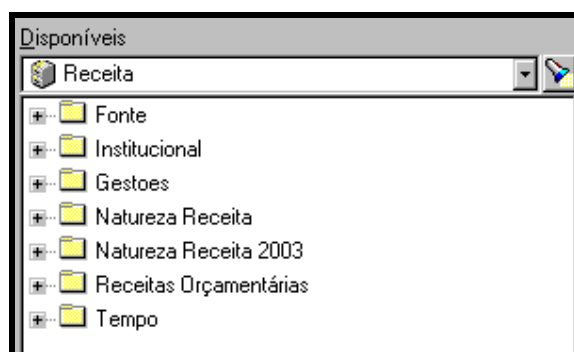 Disponíveis
Receita
Fonte
Institucional
Gestoes
Natureza Receita
Natureza Receita 2003
Receitas Orçamentárias
Tempo